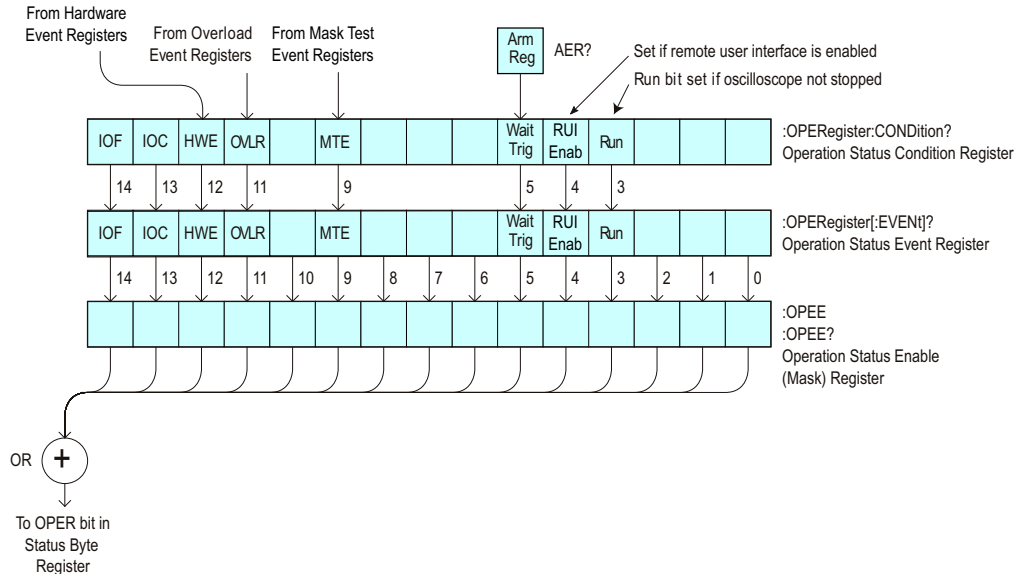 From Hardware
Event Registers
From Overload
Event Registers
From Mask Test
Event Registers
Arm
Reg
AER?
Set if remote user interface is enabled
Run bit set if oscilloscope not stopped
IOF
IOC
HWE
OVLR
MTE
Wait
Trig
RUI
Enab
Run
:OPERegister:CONDition?
Operation Status Condition Register
14
13
12
11
9
5
4
3
IOF
IOC
HWE
OVLR
MTE
Wait
Trig
RUI
Enab
Run
:OPERegister[:EVENt]?
Operation Status Event Register
14
13
12
11
10
9
8
7
6
5
4
3
2
1
0
:OPEE
:OPEE?
Operation Status Enable
(Mask) Register
OR
+
To OPER bit in
Status Byte
Register